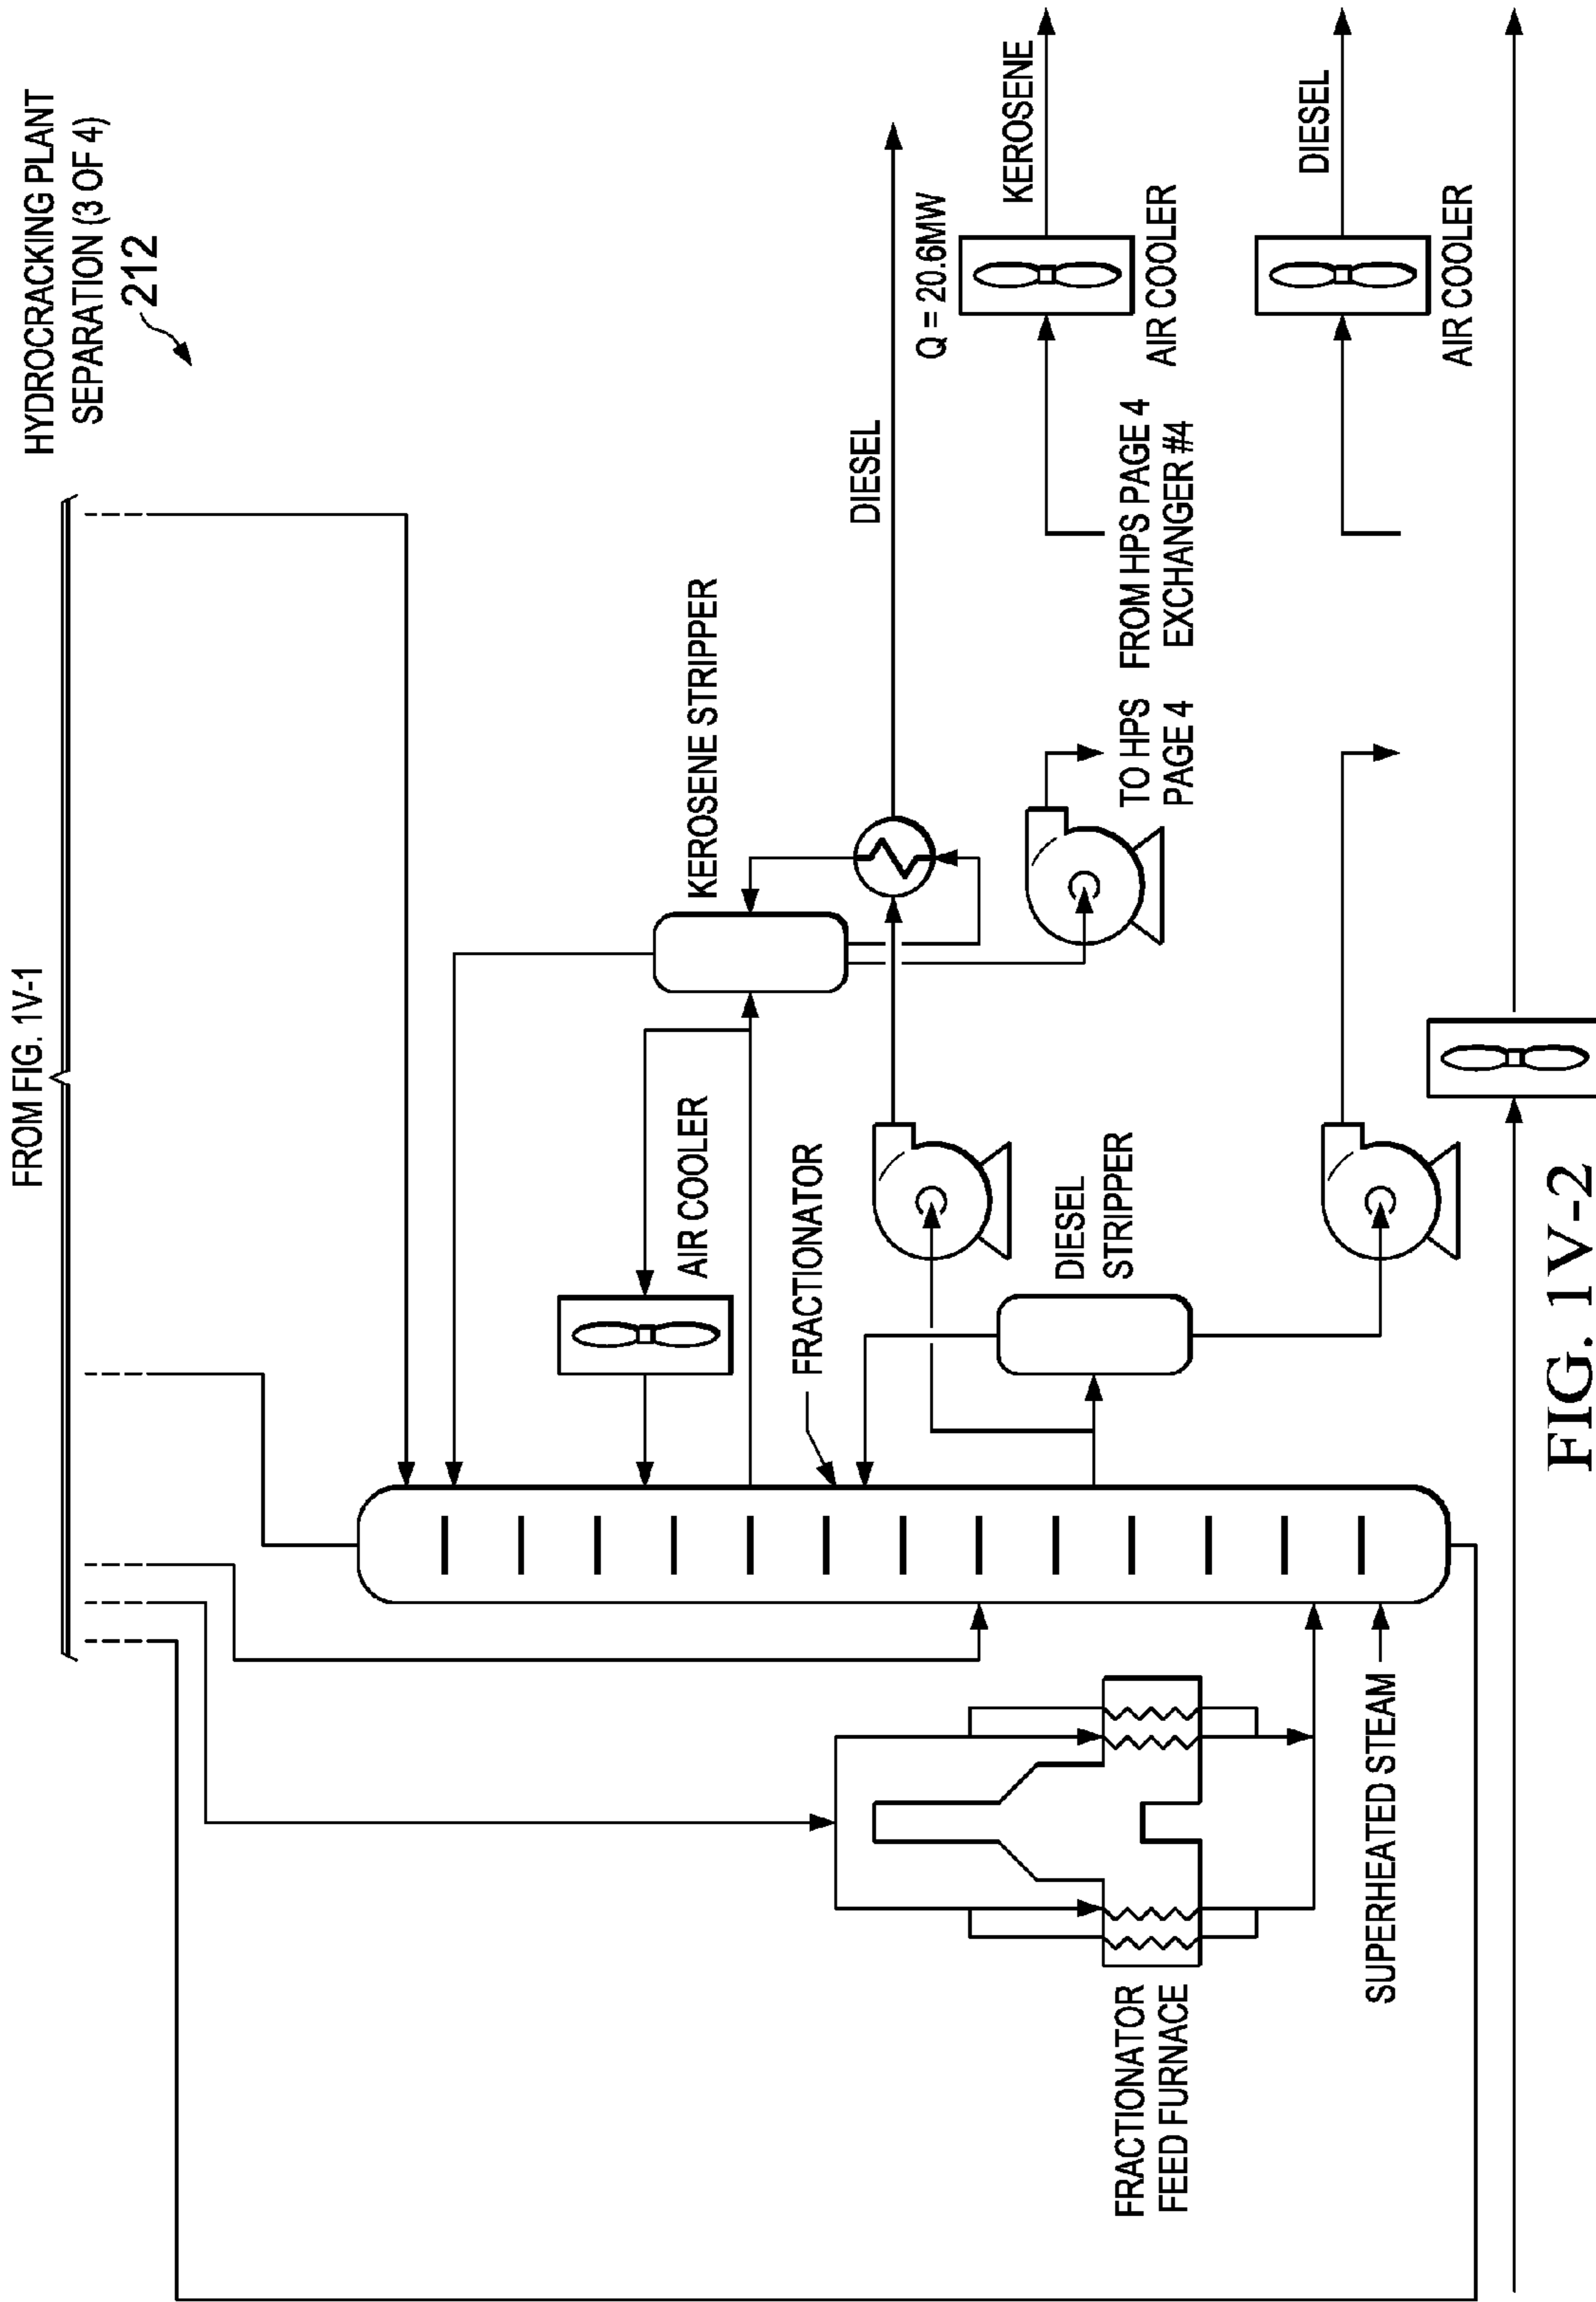 HYDROCRACKING PLANT
SEPARATION (3 OF 4)
212
FROM FIG. 1V-1
KEROSENE STRIPPER
AIR COOLER
FRACTIONATOR
DIESEL
Q = 20.6MW
KEROSENE
AIR COOLER
FROM HPS PAGE 4
EXCHANGER #4
TO HPS
PAGE 4
DIESEL
STRIPPER
DIESEL
AIR COOLER
FRACTIONATOR
FEED FURNACE
SUPERHEATED STEAM
FIG. 1V-2